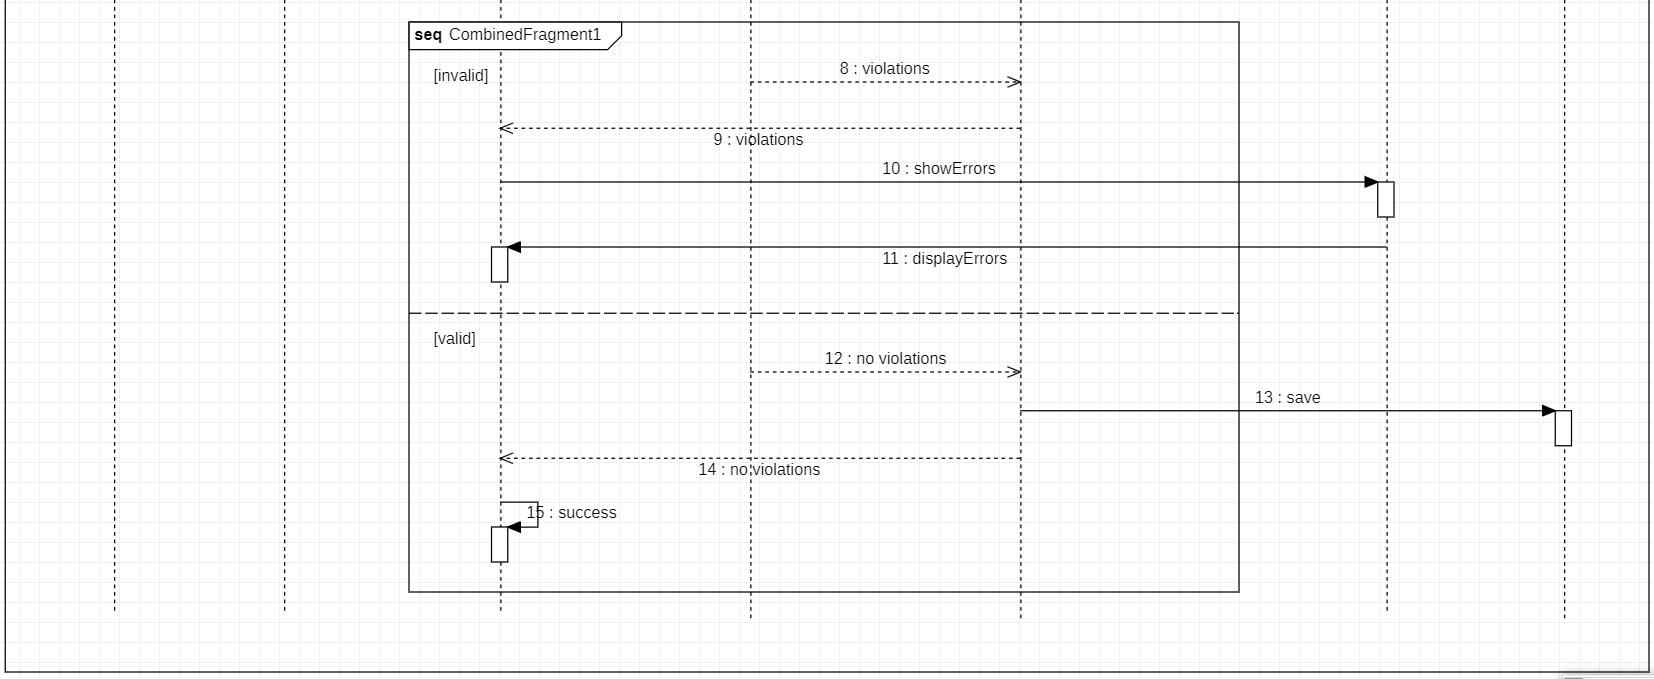 seq CombinedFragment1
[invalid]
8 : violations
9 : violations
10 : showErrors
11 : displayErrors
[valid]
12 : no violations
13 : save
14 : no violations
15 : success